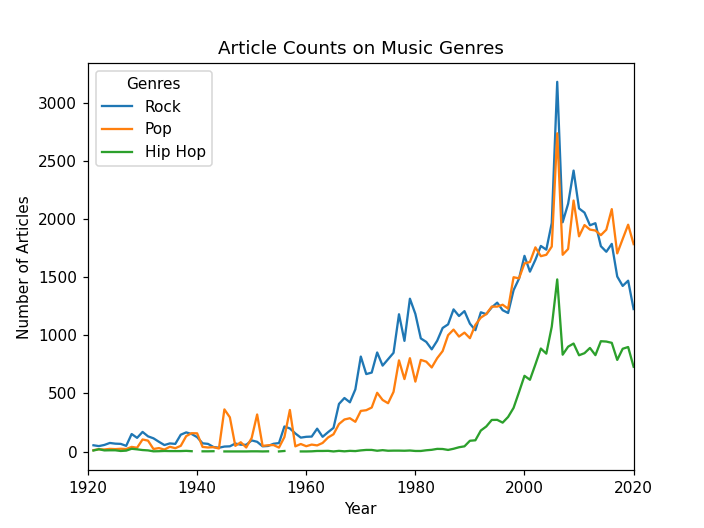 Article Counts on Music Genres
Genres
Rock
Pop
Hip Hop
Number of Articles
3000
2500
2000
1500
1000
500
0
1920 1940 1960 1980 2000 2020
Year